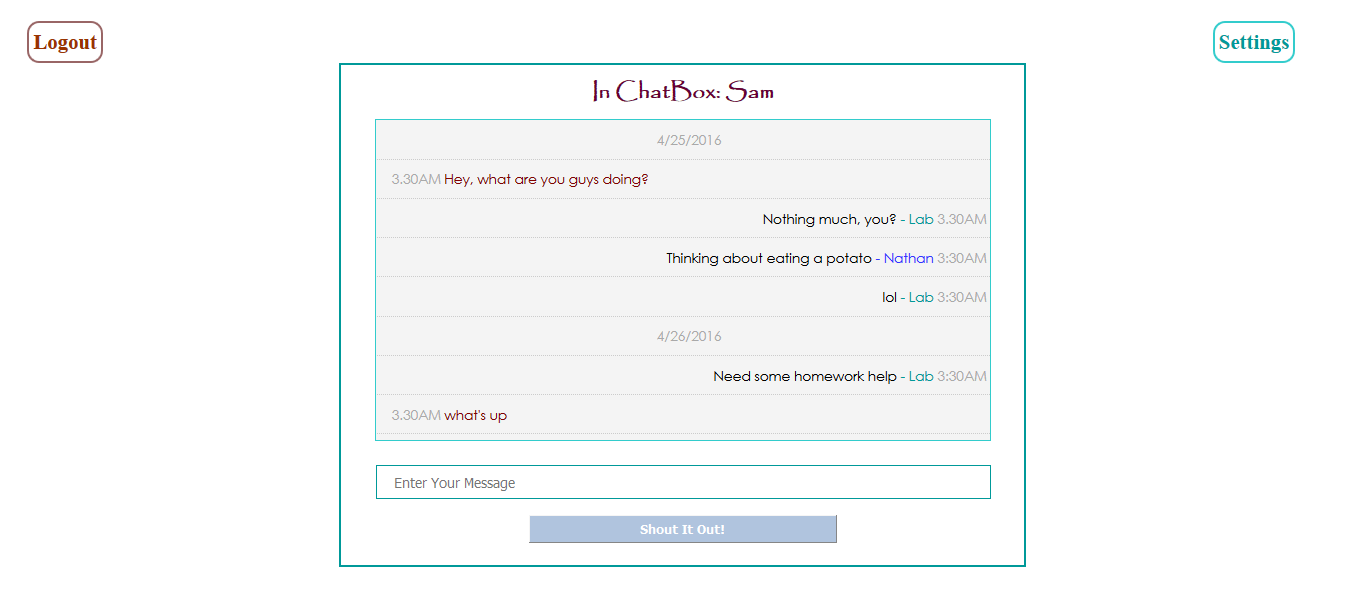 Logout
Settings
In ChatBox: Sam
4/25/2016
3.30AM Hey, what are you guys doing?
Nothing much, you? - Lab 3.30AM
Thinking about eating a potato - Nathan 3:30AM
lol - Lab 3:30AM
4/26/2016
Need some homework help - Lab 3:30AM
3.30AM what's up
Enter Your Message
Shout It Out!